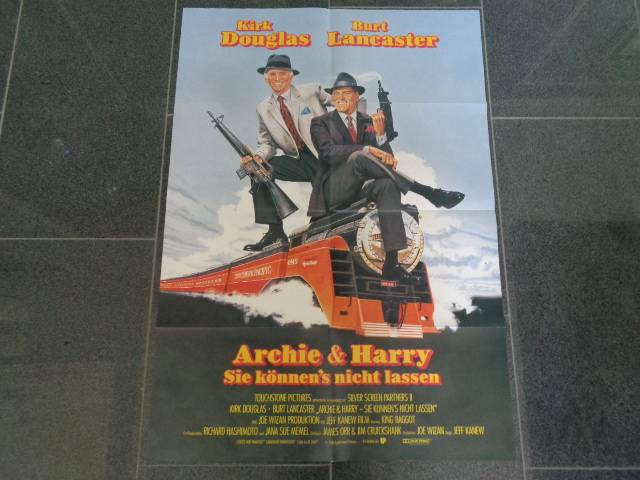 Kirk Burt
Douglas Lancaster
SOUTHERN PACIFIC
Archie & Harry
Sie können's nicht lassen
TOUCHSTONE PICTURES SILVER SCREEN PARTNERS II
KIRK DOUGLAS · BURT LANCASTER „ARCHIE & HARRY – SIE KÖNNEN'S NICHT LASSEN"
JOE WIZAN PRODUKTION JEFF KANEW FILM KING BAGGOT
RICHARD HASHIMOTO JANA SUE MEMEL JAMES ORR & JIM CRUICKSHANK JOE WIZAN JEFF KANEW